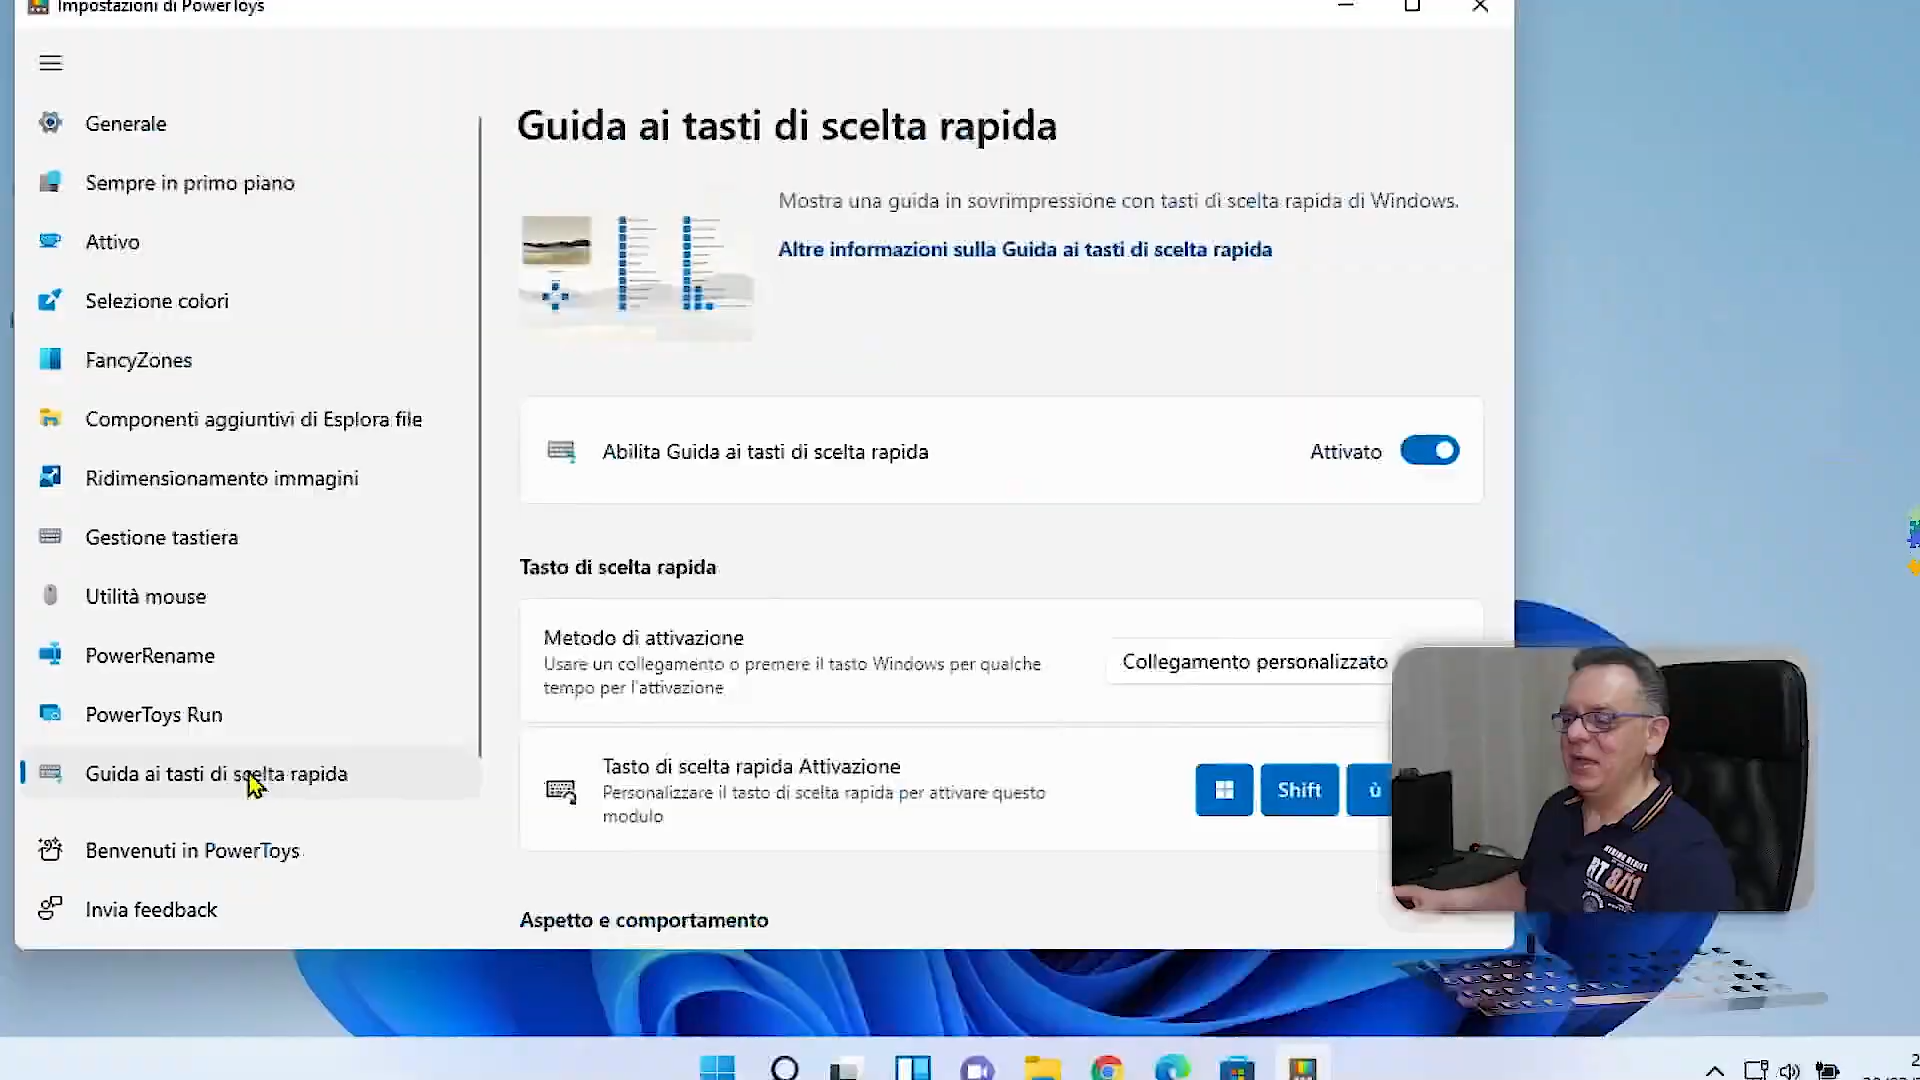 Impostazioni di PowerToys
Generale
Sempre in primo piano
Attivo
Selezione colori
FancyZones
Componenti aggiuntivi di Esplora file
Ridimensionamento immagini
Gestione tastiera
Utilità mouse
PowerRename
PowerToys Run
Guida ai tasti di scelta rapida
Benvenuti in PowerToys
Invia feedback
Guida ai tasti di scelta rapida
Mostra una guida in sovrimpressione con tasti di scelta rapida di Windows.
Altre informazioni sulla Guida ai tasti di scelta rapida
Abilita Guida ai tasti di scelta rapida
Attivato
Tasto di scelta rapida
Metodo di attivazione
Usare un collegamento o premere il tasto Windows per qualche
tempo per l'attivazione
Collegamento personalizzato
Tasto di scelta rapida Attivazione
Personalizzare il tasto di scelta rapida per attivare questo
modulo
Shift
ù
Aspetto e comportamento
RT 8/11